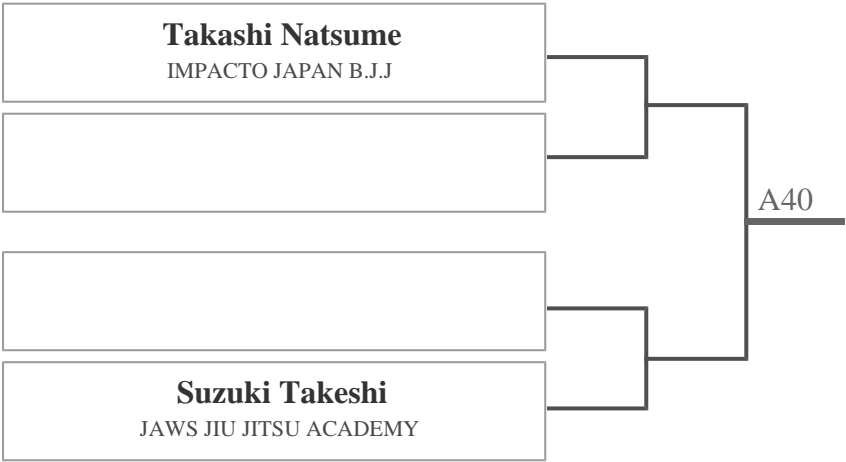 Takashi Natsume
IMPACTO JAPAN B.J.J
A40
Suzuki Takeshi
JAWS JIU JITSU ACADEMY